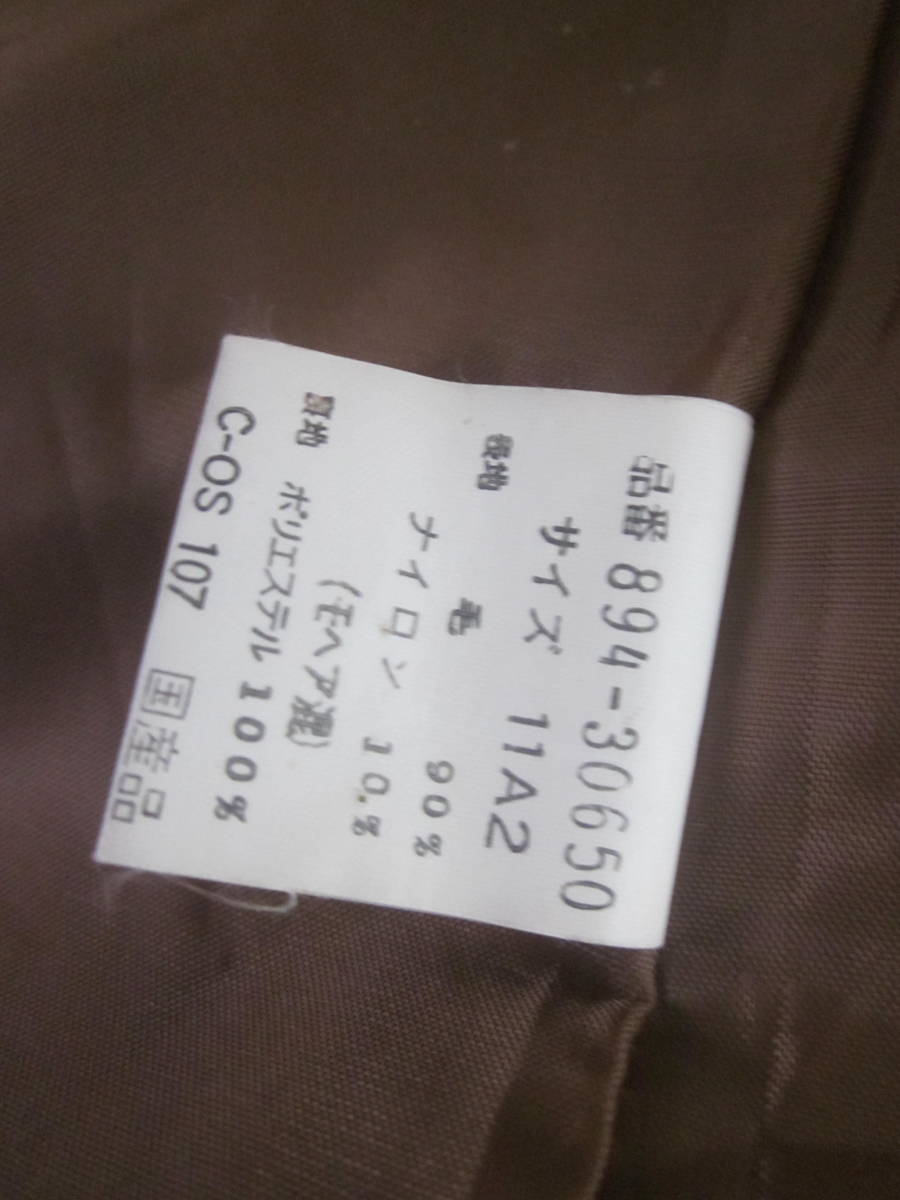 品番 894-30650
サイズ 11A2
表地 毛 90%
ナイロン 10.%
(モヘア混)
裏地 ポリエステル 100%
C-OS 107 国産品